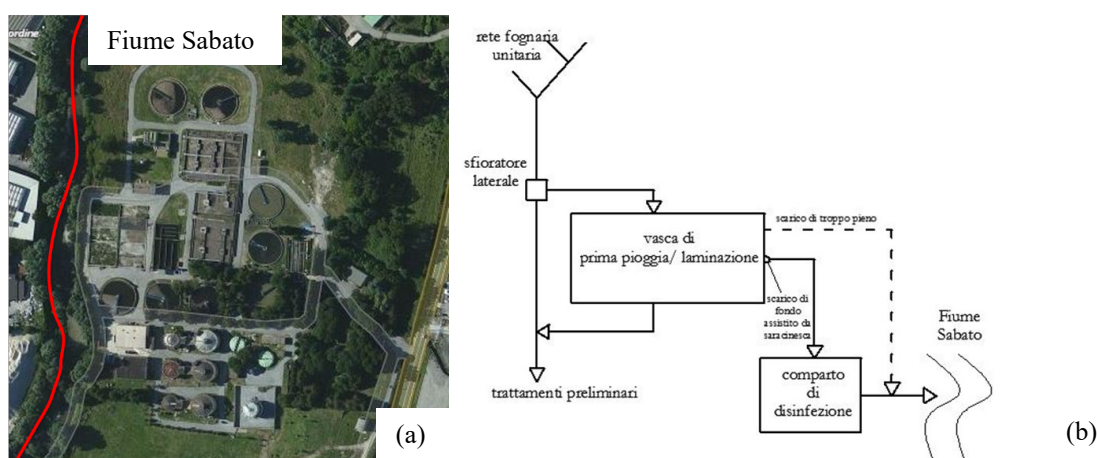 ordine
Fiume Sabato
(a)
rete fognaria
unitaria
sfioratore
laterale
vasca di
prima pioggia/ laminazione
scarico di troppo pieno
scarico di
fondo
assistito da
saracinesca
trattamenti preliminari
comparto
di
disinfezione
Fiume
Sabato
(b)